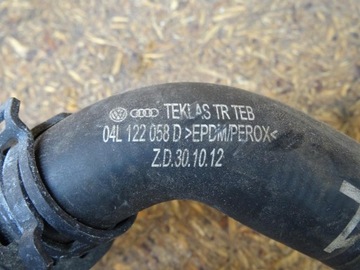 TEKLAS TR TEB
04L 122 058 D >EPDM/PEROX<
Z.D.30.10.12